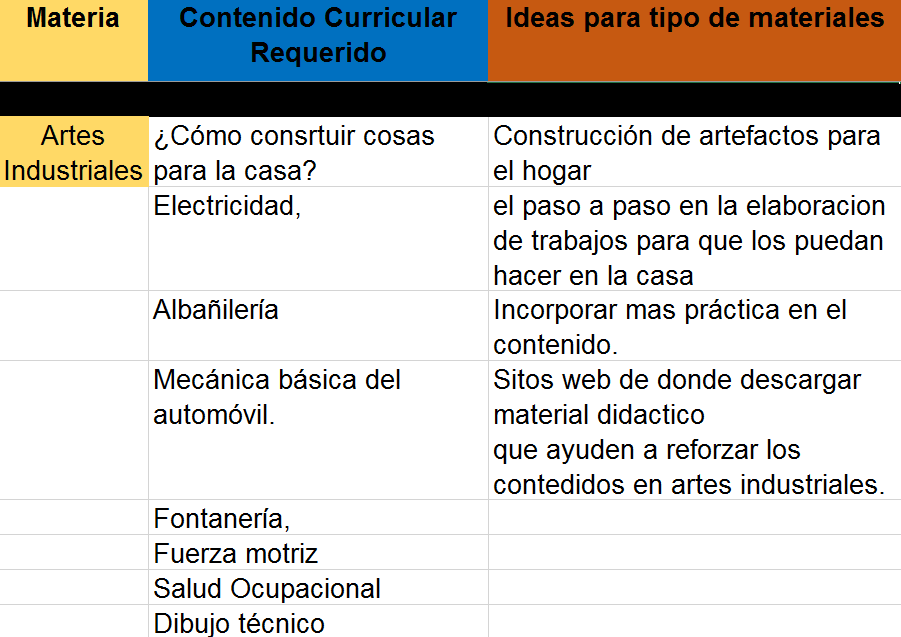 Materia
Contenido Curricular
Requerido
Ideas para tipo de materiales
Artes
Industriales
¿Cómo consrtuir cosas
para la casa?
Construcción de artefactos para
el hogar
Electricidad,
el paso a paso en la elaboracion
de trabajos para que los puedan
hacer en la casa
Albañilería
Incorporar mas práctica en el
contenido.
Mecánica básica del
automóvil.
Sitos web de donde descargar
material didactico
que ayuden a reforzar los
contedidos en artes industriales.
Fontanería,
Fuerza motriz
Salud Ocupacional
Dibujo técnico